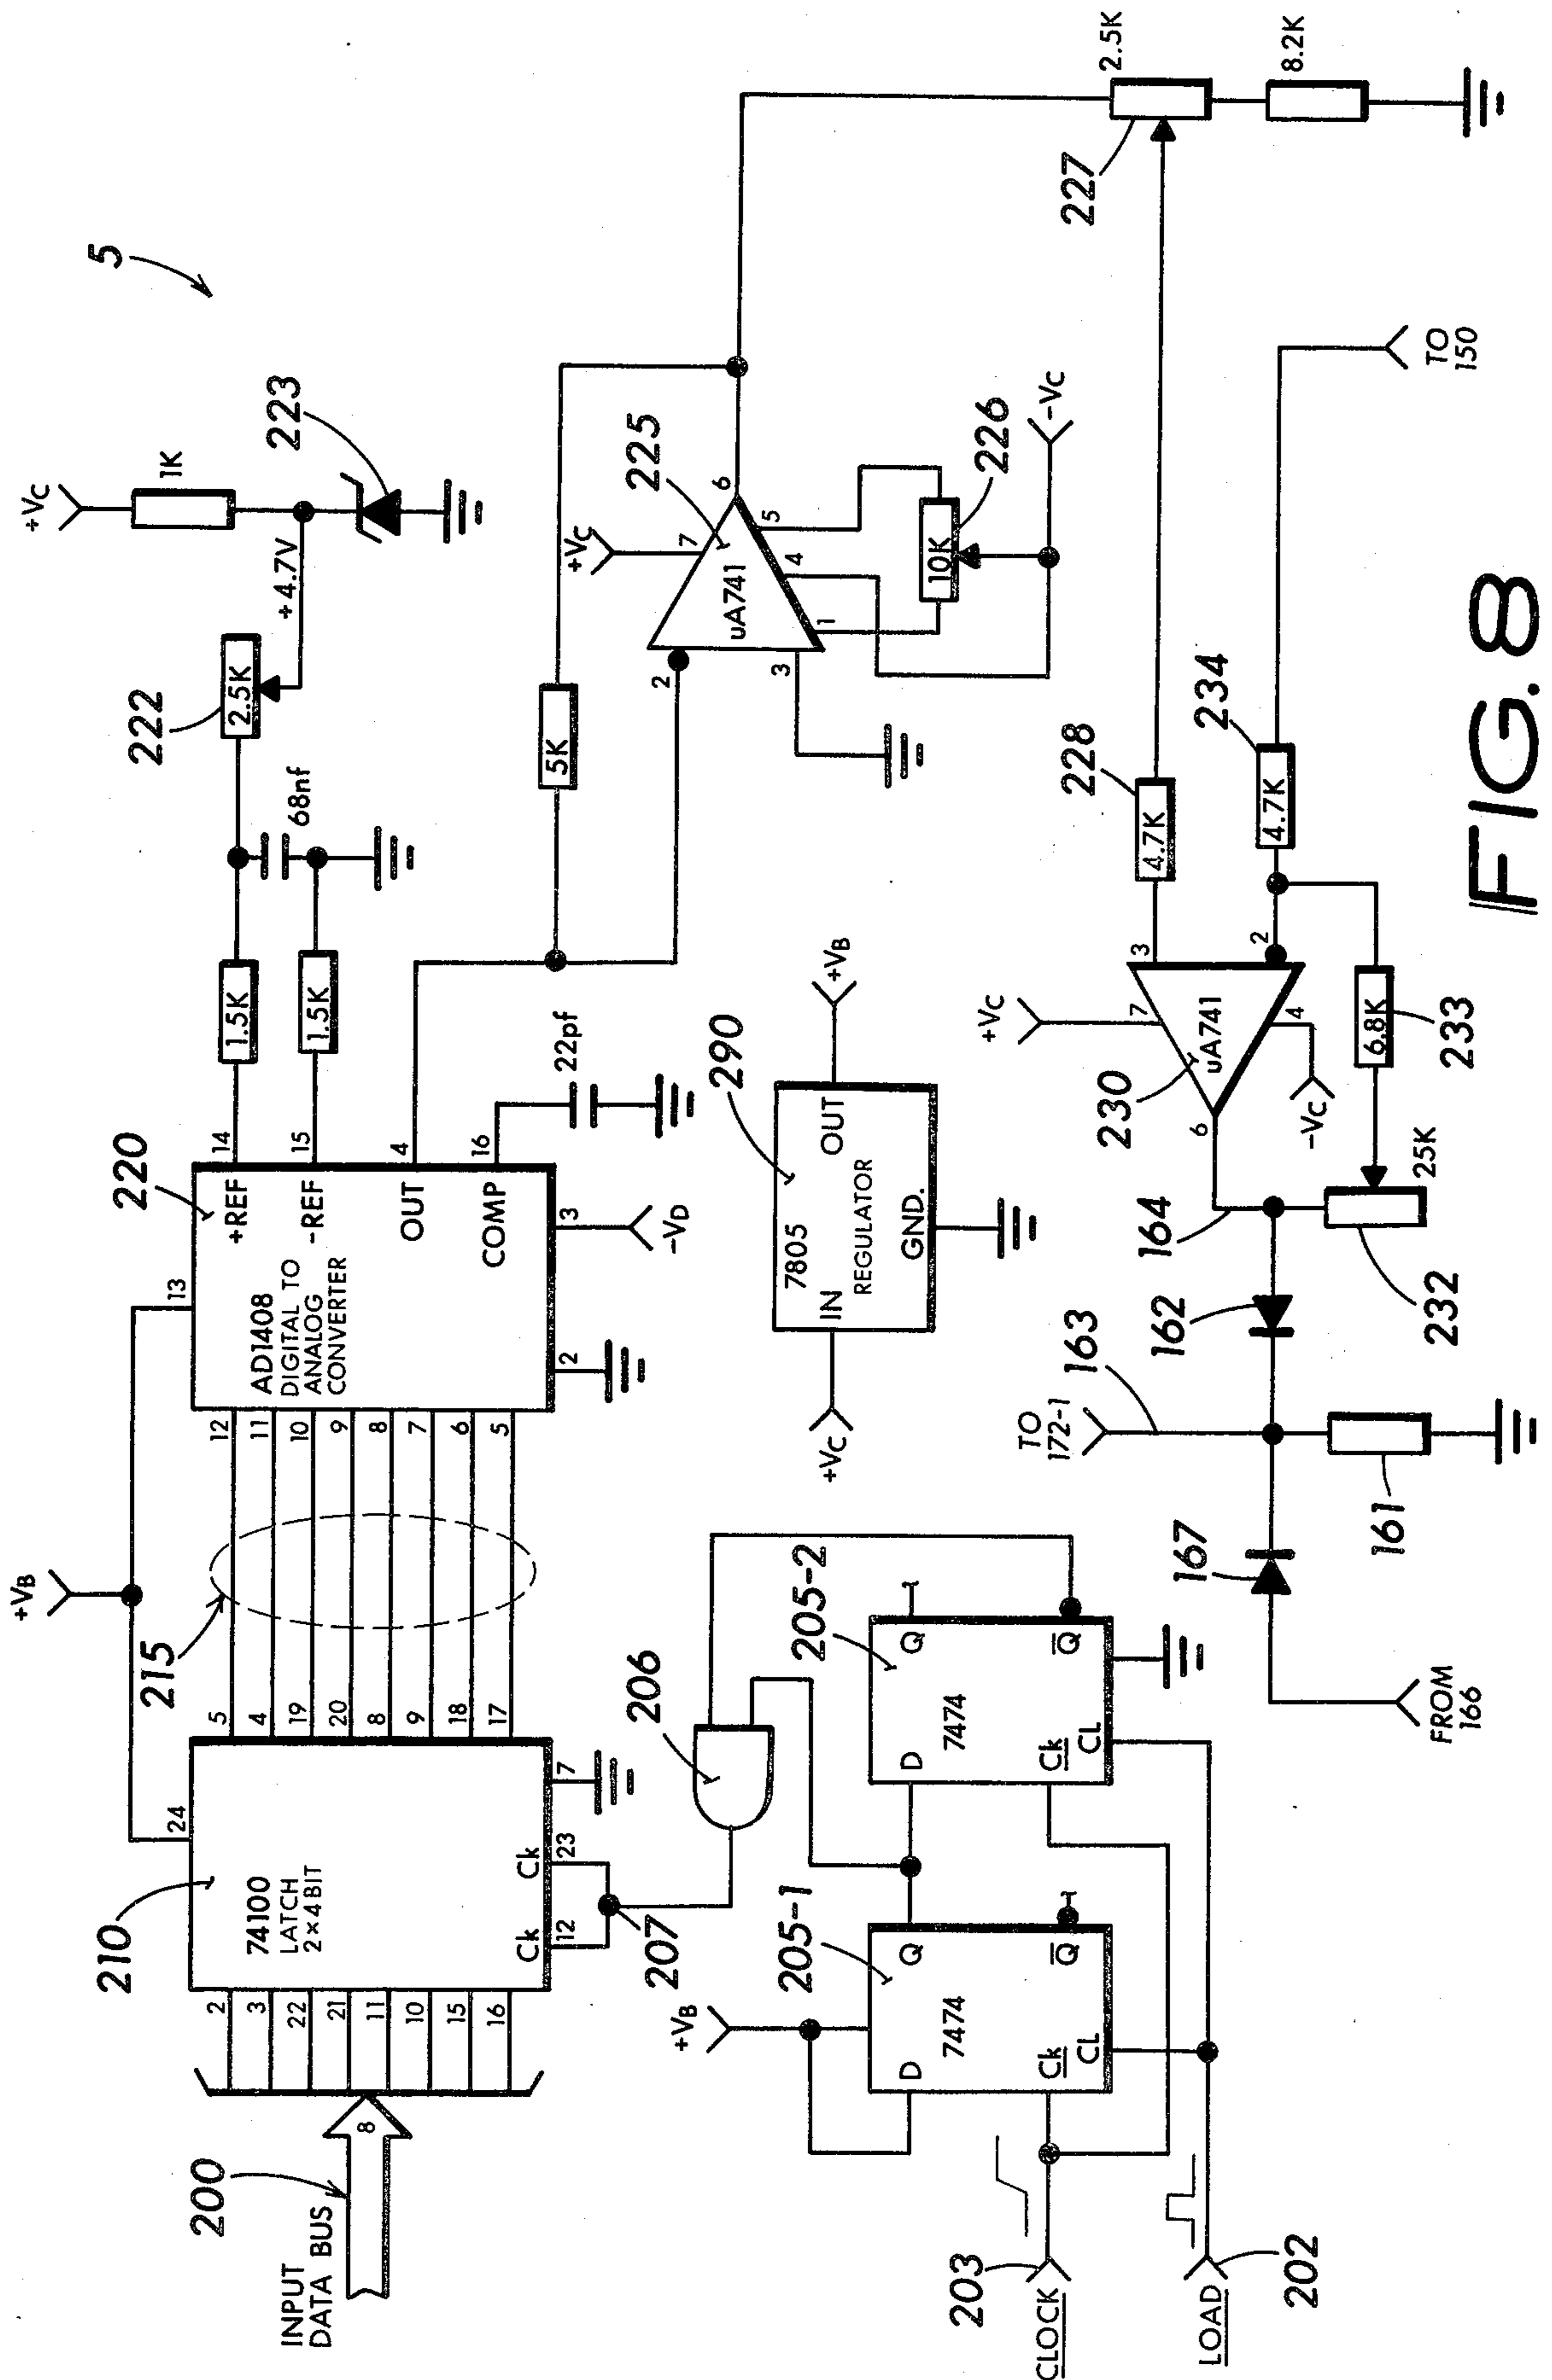 5
+VC
1K
+4.7V
223
222
2.5K
68nf
1.5K
1.5K
220
14
15
4
16
13
+REF
-REF
OUT
COMP
AD1408
DIGITAL TO
ANALOG
CONVERTER
22pf
3
-VD
2
12
11
10
9
8
7
6
5
+VB
215
5
4
19
20
8
9
18
17
24
210
74100
LATCH
2×4 BIT
Ck
Ck
12
23
7
207
2
3
22
21
11
10
15
16
8
200
INPUT
DATA BUS
5K
+VC
225
uA741
2
3
7
6
5
4
1
10K
226
-VC
2.5K
227
8.2K
290
7805
IN
OUT
REGULATOR
GND.
+VC
+VB
206
205-2
7474
D
Q
Q
Ck
CL
205-1
7474
D
Q
Q
Ck
CL
+VB
203
CLOCK
202
LOAD
228
4.7K
234
4.7K
TO
150
+VC
230
uA741
3
2
7
4
6
-VC
6.8K
233
25K
232
164
162
163
TO
172-1
161
167
FROM
166
FIG. 8